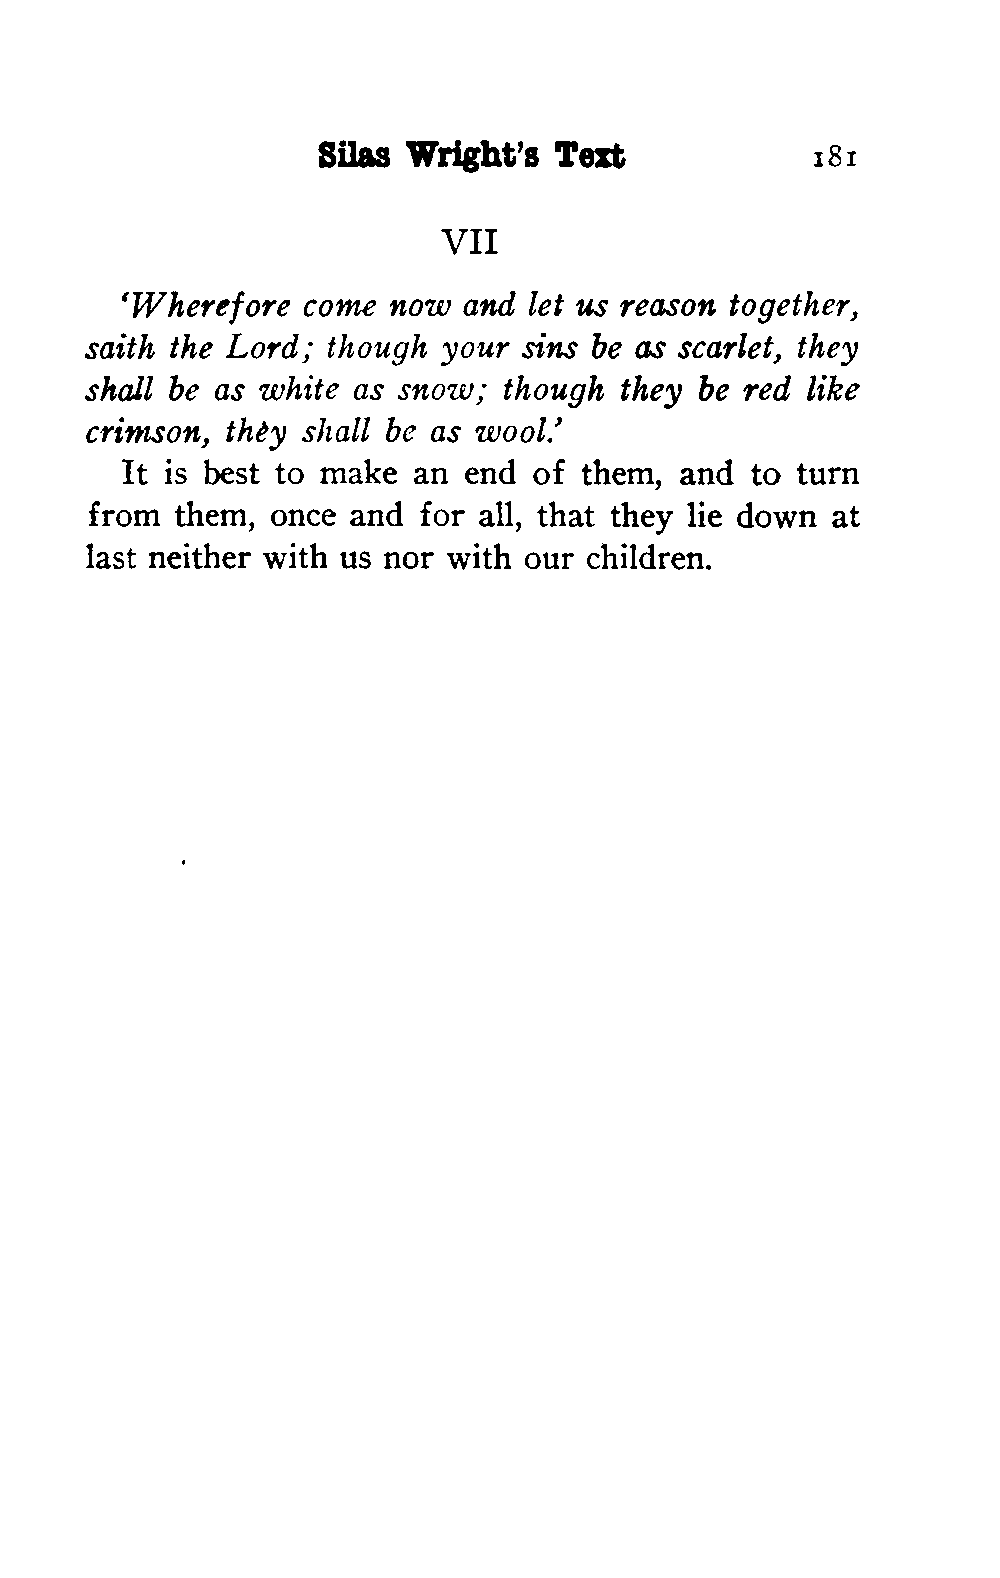 Silas Wright's Text 181
VII
'Wherefore come now and let us reason together,
saith the Lord; though your sins be as scarlet, they
shall be as white as snow; though they be red like
crimson, they shall be as wool.'
It is best to make an end of them, and to turn
from them, once and for all, that they lie down at
last neither with us nor with our children.